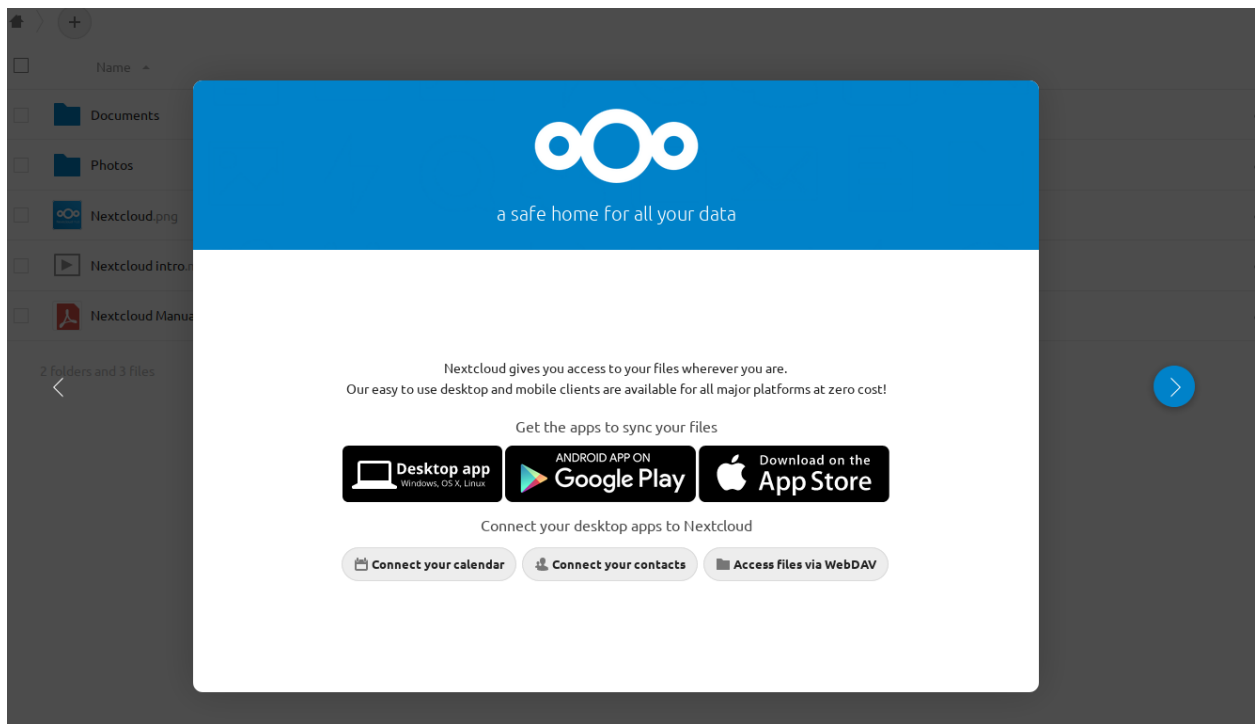 Name
Documents
Photos
Nextcloud.png
Nextcloud intro
Nextcloud
2 folders and 3 files
a safe home for all your data
Nextcloud gives you access to your files wherever you are.
Our easy to use desktop and mobile clients are available for all major platforms at zero cost!
Get the apps to sync your files
Desktop app
Windows, OS X, Linux
ANDROID APP ON
Google Play
Download on the
App Store
Connect your desktop apps to Nextcloud
Connect your calendar
Connect your contacts
Access files via WebDAV